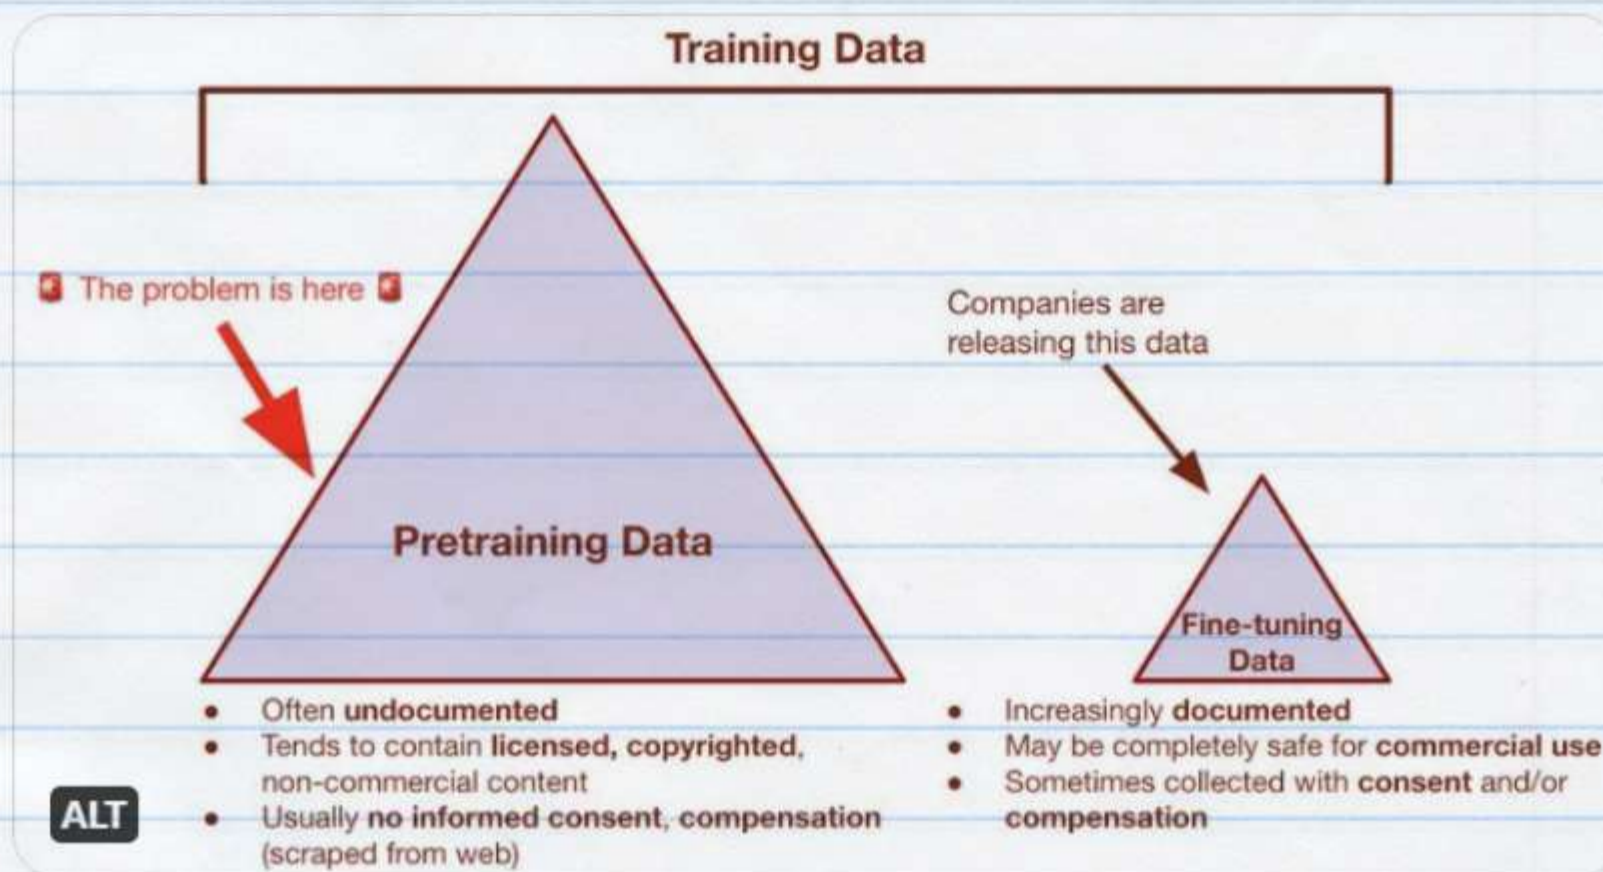 Training Data
🚨 The problem is here 🚨
Companies are
releasing this data
Pretraining Data
Fine-tuning
Data
• Often undocumented
• Tends to contain licensed, copyrighted,
non-commercial content
• Usually no informed consent, compensation
(scraped from web)
• Increasingly documented
• May be completely safe for commercial use
• Sometimes collected with consent and/or
compensation
ALT